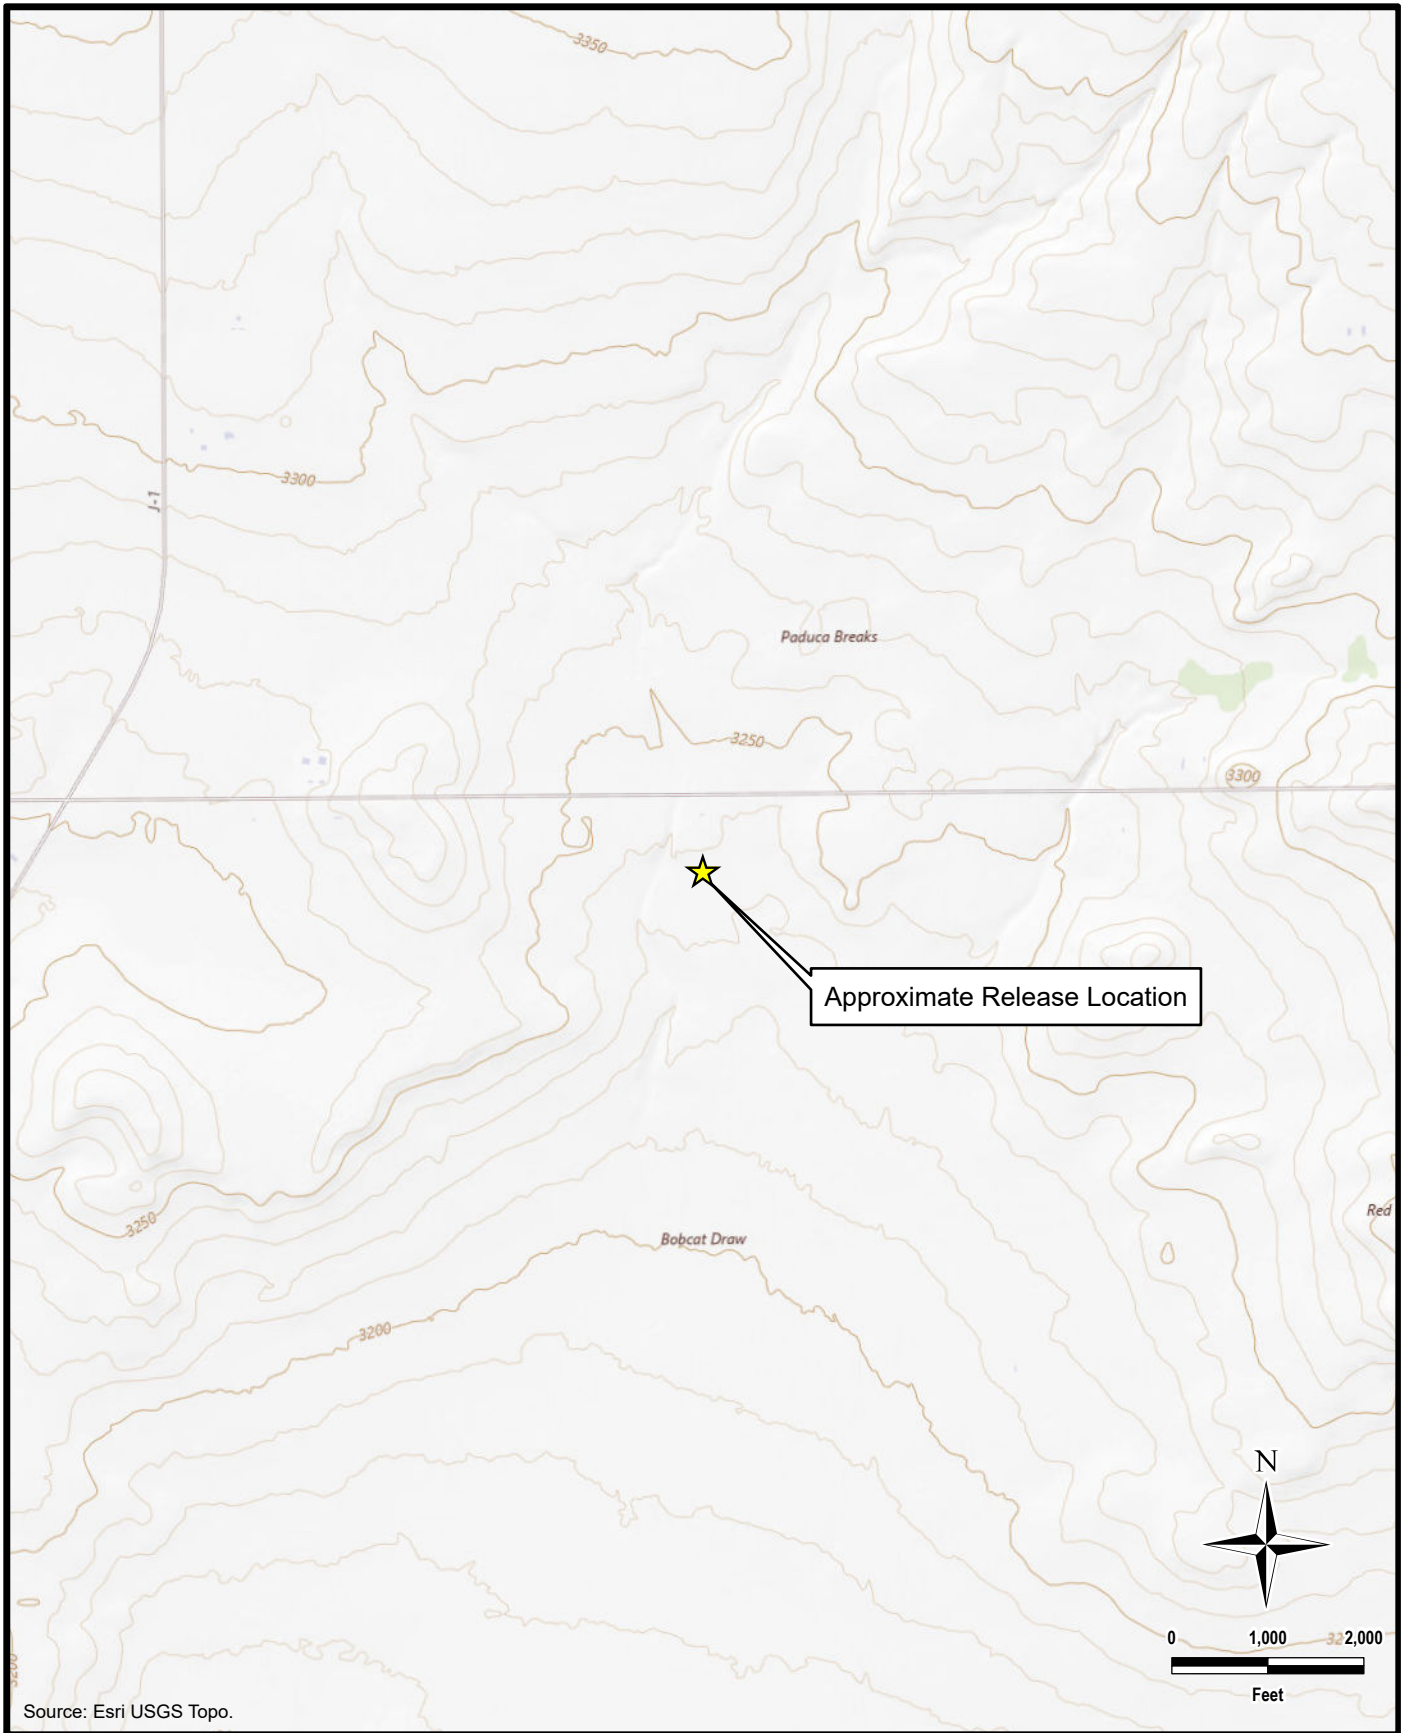 3350
3300
J-1
Paduca Breaks
3250
3300
Approximate Release Location
Red
3250
Bobcat Draw
3200
N
0 1,000 2,000
Feet
3200
Source: Esri USGS Topo.